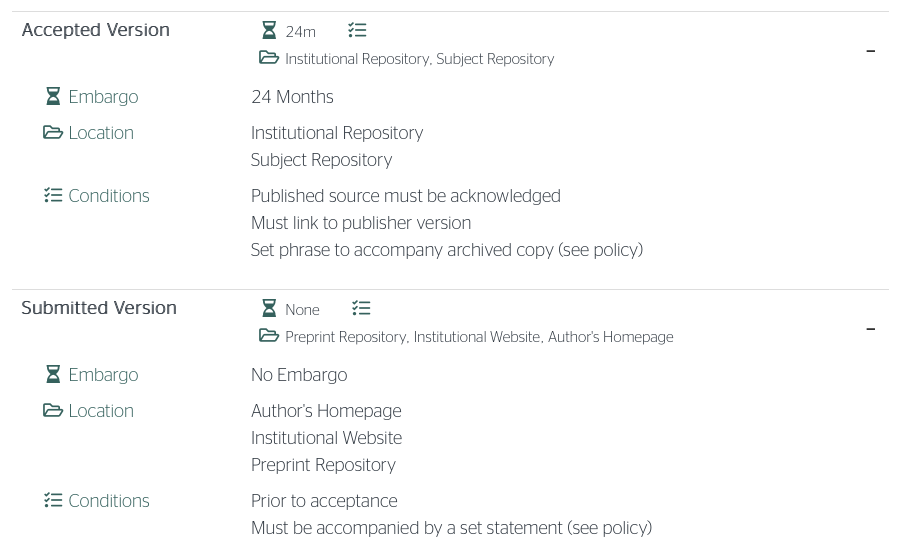 Accepted Version
24m
Institutional Repository, Subject Repository
–
Embargo
24 Months
Location
Institutional Repository
Subject Repository
Conditions
Published source must be acknowledged
Must link to publisher version
Set phrase to accompany archived copy (see policy)
Submitted Version
None
Preprint Repository, Institutional Website, Author's Homepage
–
Embargo
No Embargo
Location
Author's Homepage
Institutional Website
Preprint Repository
Conditions
Prior to acceptance
Must be accompanied by a set statement (see policy)